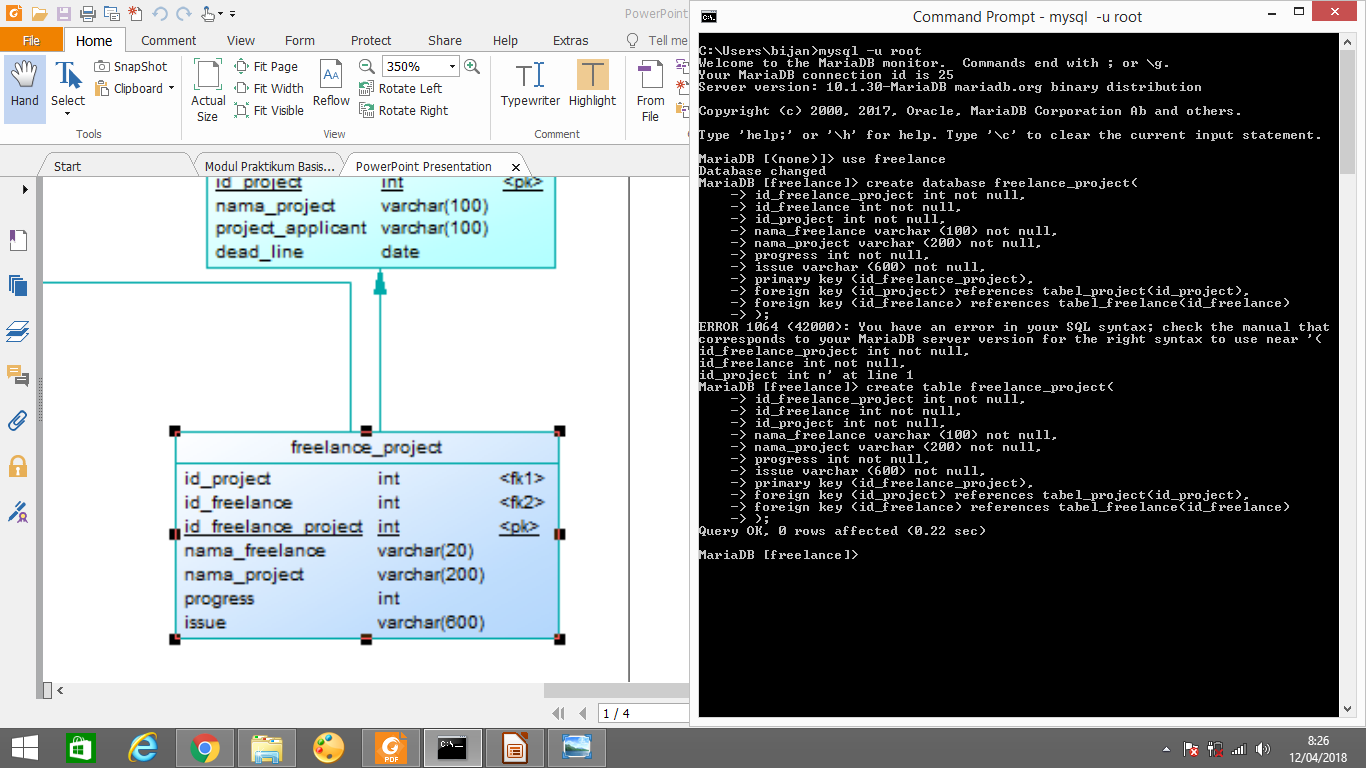 PowerPoint
File
Home
Comment
View
Form
Protect
Share
Help
Extras
Tell me
Hand
Select
SnapShot
Clipboard
Tools
Actual Size
Fit Page
Fit Width
Fit Visible
Reflow
350%
Rotate Left
Rotate Right
View
Typewriter
Highlight
Comment
From File
Start
Modul Praktikum Basis...
PowerPoint Presentation
id_project int <pk>
nama_project varchar(100)
project_applicant varchar(100)
dead_line date
freelance_project
id_project int <fk1>
id_freelance int <fk2>
id_freelance_project int <pk>
nama_freelance varchar(20)
nama_project varchar(200)
progress int
issue varchar(600)
1 / 4
Command Prompt - mysql -u root
C:\Users\bijan>mysql -u root
Welcome to the MariaDB monitor.  Commands end with ; or \g.
Your MariaDB connection id is 25
Server version: 10.1.30-MariaDB mariadb.org binary distribution
Copyright (c) 2000, 2017, Oracle, MariaDB Corporation Ab and others.
Type 'help;' or '\h' for help. Type '\c' to clear the current input statement.
MariaDB [(none)]> use freelance
Database changed
MariaDB [freelance]> create database freelance_project(
-> id_freelance_project int not null,
-> id_freelance int not null,
-> id_project int not null,
-> nama_freelance varchar (100) not null,
-> nama_project varchar (200) not null,
-> progress int not null,
-> issue varchar (600) not null,
-> primary key (id_freelance_project),
-> foreign key (id_project) references tabel_project(id_project),
-> foreign key (id_freelance) references tabel_freelance(id_freelance)
-> );
ERROR 1064 (42000): You have an error in your SQL syntax; check the manual that
corresponds to your MariaDB server version for the right syntax to use near '(
id_freelance_project int not null,
id_freelance int not null,
id_project int n' at line 1
MariaDB [freelance]> create table freelance_project(
-> id_freelance_project int not null,
-> id_freelance int not null,
-> id_project int not null,
-> nama_freelance varchar (100) not null,
-> nama_project varchar (200) not null,
-> progress int not null,
-> issue varchar (600) not null,
-> primary key (id_freelance_project),
-> foreign key (id_project) references tabel_project(id_project),
-> foreign key (id_freelance) references tabel_freelance(id_freelance)
-> );
Query OK, 0 rows affected (0.22 sec)
MariaDB [freelance]>
PDF
8:26
12/04/2018